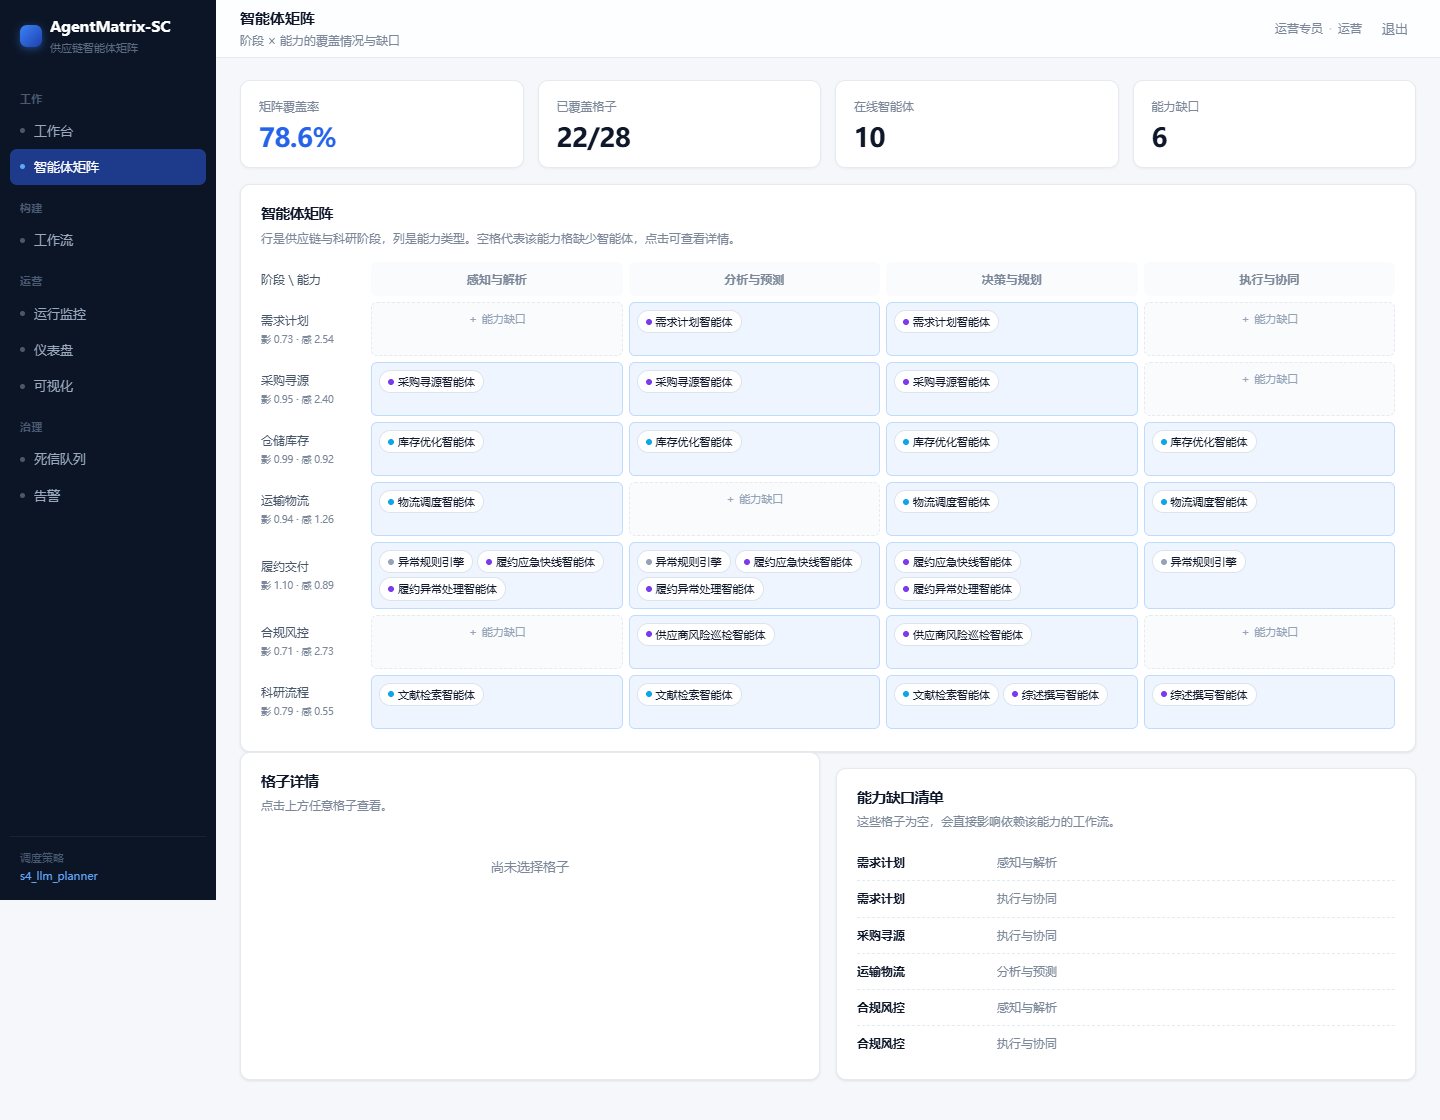 AgentMatrix-SC
供应链智能体矩阵
工作
工作台
智能体矩阵
构建
工作流
运营
运行监控
仪表盘
可视化
治理
死信队列
告警
调度策略
s4_llm_planner
智能体矩阵
阶段 × 能力的覆盖情况与缺口
运营专员 · 运营 退出
矩阵覆盖率
78.6%
已覆盖格子
22/28
在线智能体
10
能力缺口
6
智能体矩阵
行是供应链与科研阶段，列是能力类型。空格代表该能力格缺少智能体，点击可查看详情。
阶段 \ 能力 感知与解析 分析与预测 决策与规划 执行与协同
需求计划
影 0.73 · 感 2.54
+ 能力缺口
需求计划智能体
需求计划智能体
+ 能力缺口
采购寻源
影 0.95 · 感 2.40
采购寻源智能体
采购寻源智能体
采购寻源智能体
+ 能力缺口
仓储库存
影 0.99 · 感 0.92
库存优化智能体
库存优化智能体
库存优化智能体
库存优化智能体
运输物流
影 0.94 · 感 1.26
物流调度智能体
+ 能力缺口
物流调度智能体
物流调度智能体
履约交付
影 1.10 · 感 0.89
异常规则引擎 履约应急快线智能体
履约异常处理智能体
异常规则引擎 履约应急快线智能体
履约异常处理智能体
履约应急快线智能体
履约异常处理智能体
异常规则引擎
合规风控
影 0.71 · 感 2.73
+ 能力缺口
供应商风险巡检智能体
供应商风险巡检智能体
+ 能力缺口
科研流程
影 0.79 · 感 0.55
文献检索智能体
文献检索智能体
文献检索智能体 综述撰写智能体
综述撰写智能体
格子详情
点击上方任意格子查看。
尚未选择格子
能力缺口清单
这些格子为空，会直接影响依赖该能力的工作流。
需求计划 感知与解析
需求计划 执行与协同
采购寻源 执行与协同
运输物流 分析与预测
合规风控 感知与解析
合规风控 执行与协同